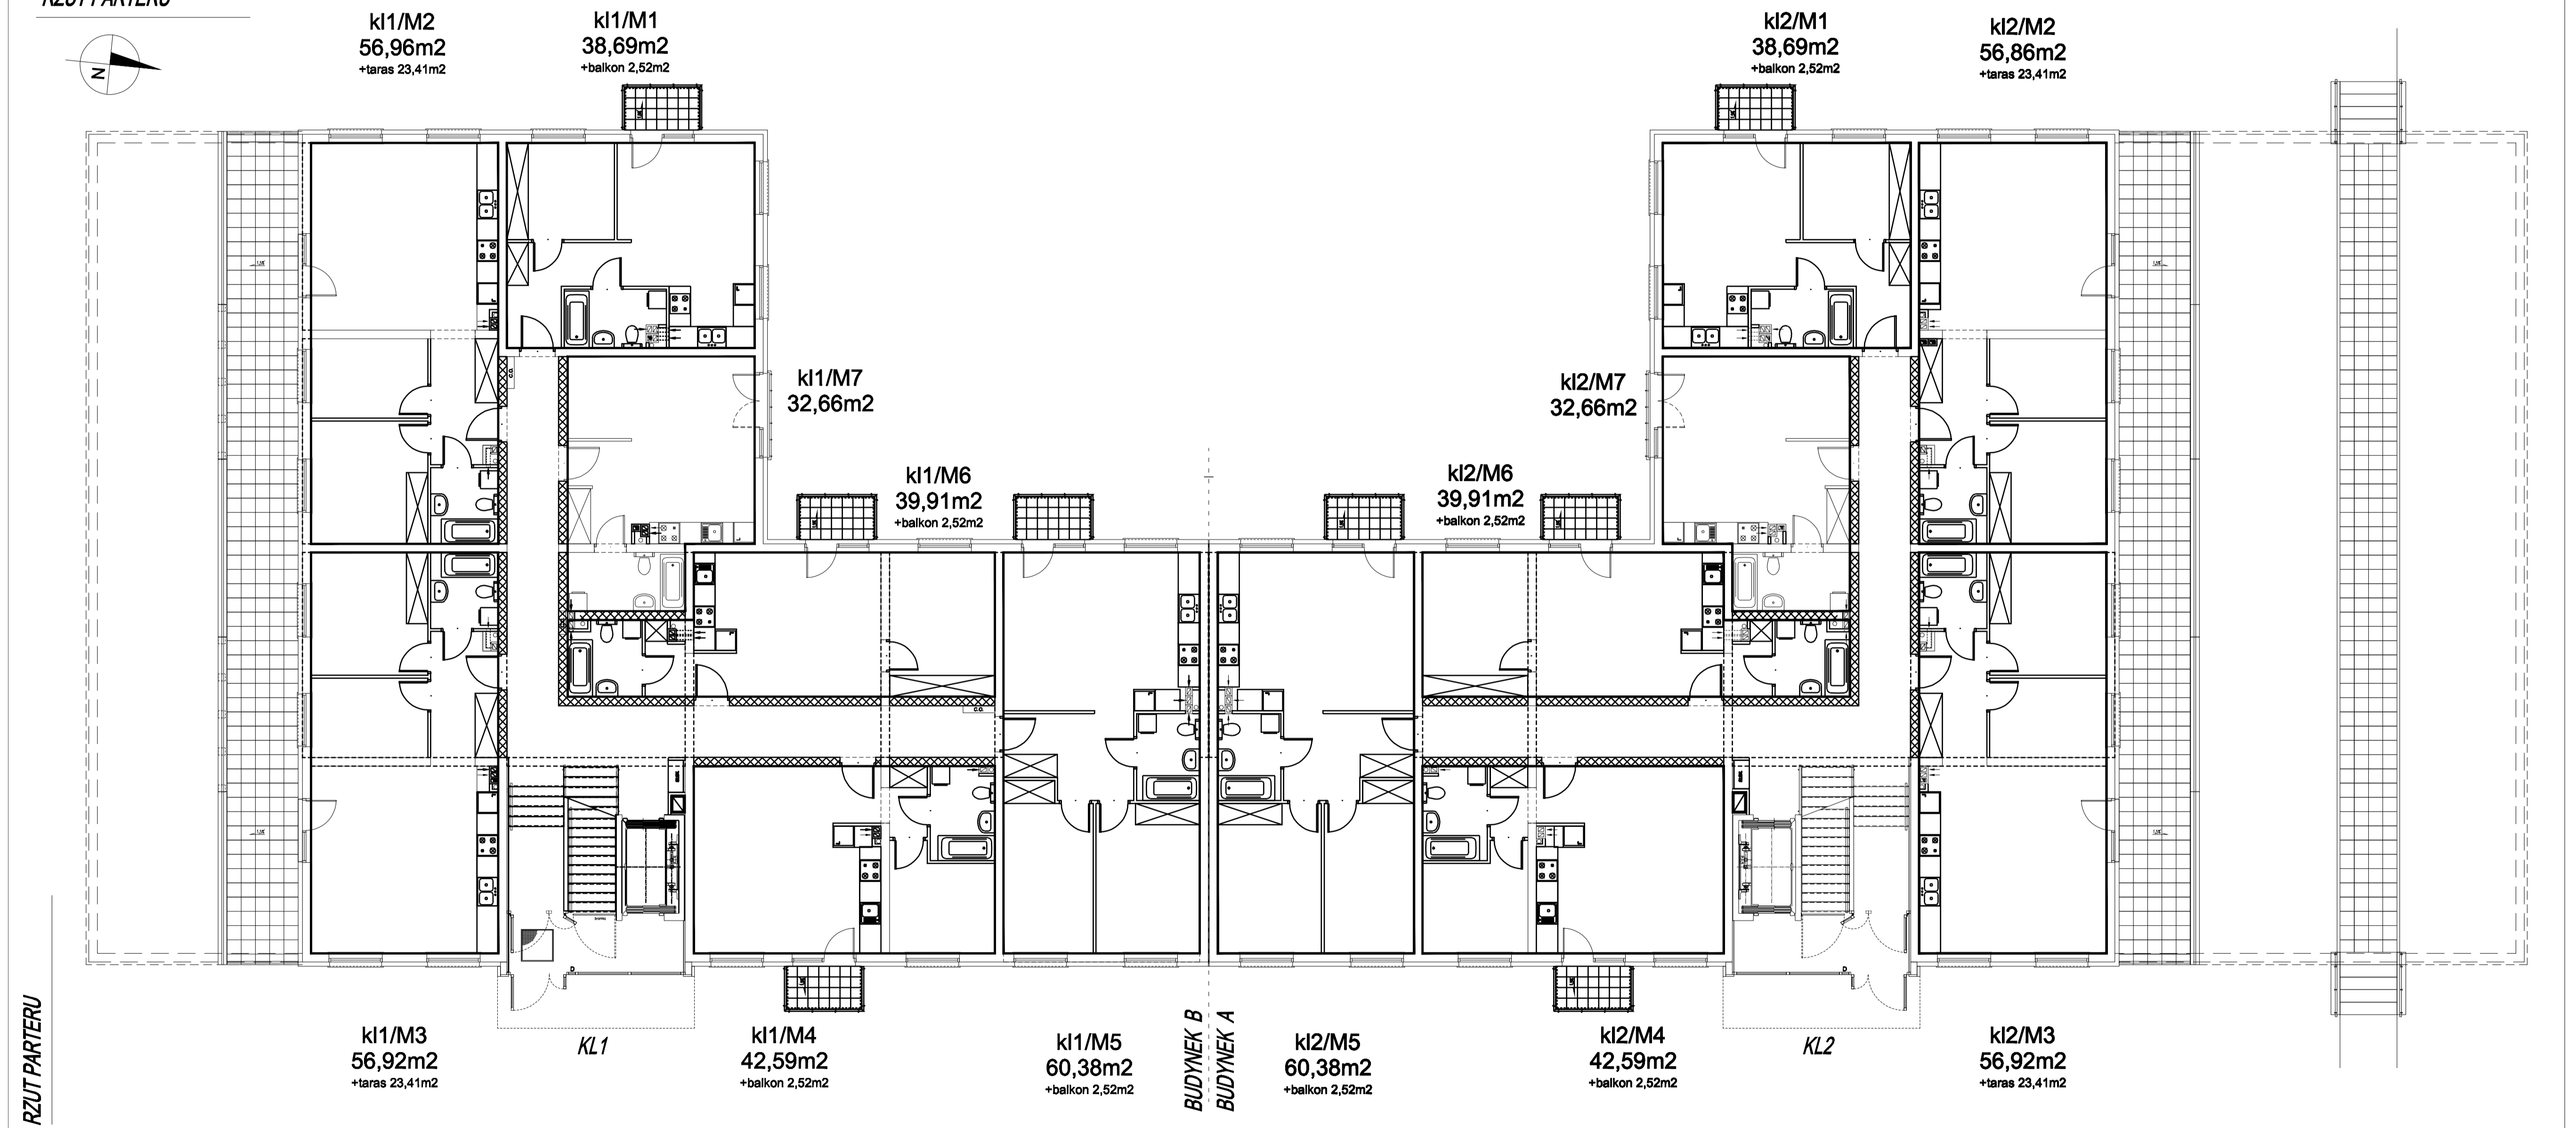 RZUT PARTERU
N
kl1/M2
56,96m2
+taras 23,41m2
kl1/M1
38,69m2
+balkon 2,52m2
kl2/M1
38,69m2
+balkon 2,52m2
kl2/M2
56,86m2
+taras 23,41m2
kl1/M7
32,66m2
kl2/M7
32,66m2
kl1/M6
39,91m2
+balkon 2,52m2
kl2/M6
39,91m2
+balkon 2,52m2
C.O.
C.O.
D
D
kl1/M3
56,92m2
+taras 23,41m2
KL1
kl1/M4
42,59m2
+balkon 2,52m2
kl1/M5
60,38m2
+balkon 2,52m2
BUDYNEK B
BUDYNEK A
kl2/M5
60,38m2
+balkon 2,52m2
kl2/M4
42,59m2
+balkon 2,52m2
KL2
kl2/M3
56,92m2
+taras 23,41m2
RZUT PARTERU